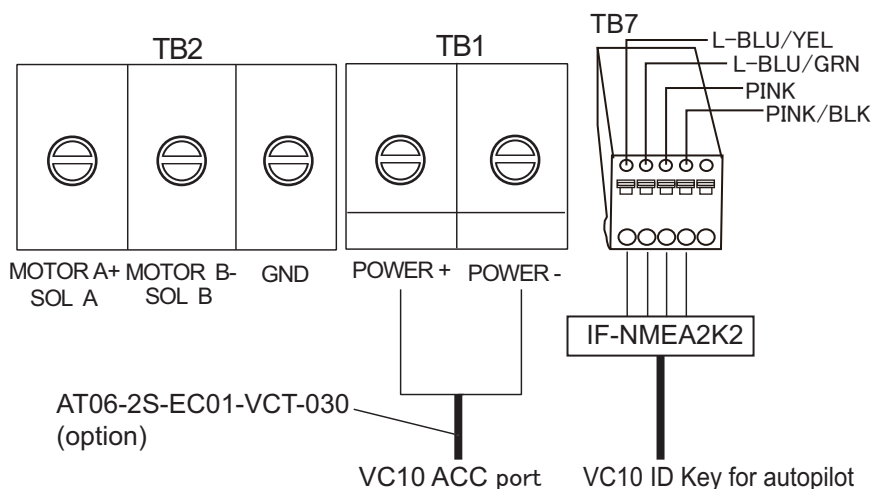 TB2
TB1
TB7
L-BLU/YEL
L-BLU/GRN
PINK
PINK/BLK
MOTOR A+
SOL A
MOTOR B-
SOL B
GND
POWER +
POWER -
IF-NMEA2K2
AT06-2S-EC01-VCT-030
(option)
VC10 ACC port
VC10 ID Key for autopilot